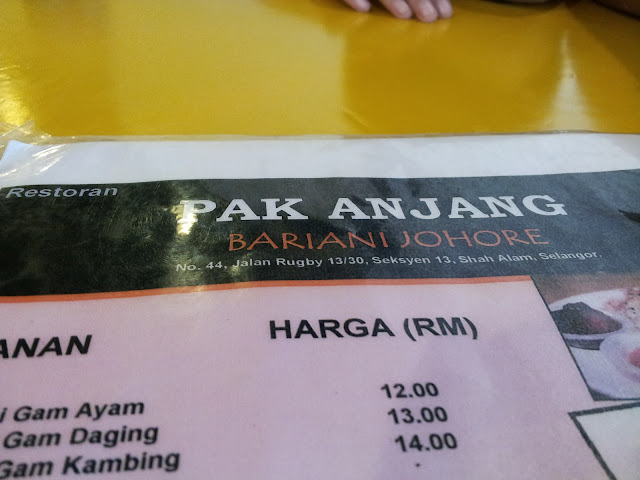 Restoran
PAK ANJANG
BARIANI JOHORE
No. 44, Jalan Rugby 13/30, Seksyen 13, Shah Alam, Selangor.
HARGA (RM)
Gam Ayam 12.00
Gam Daging 13.00
Gam Kambing 14.00